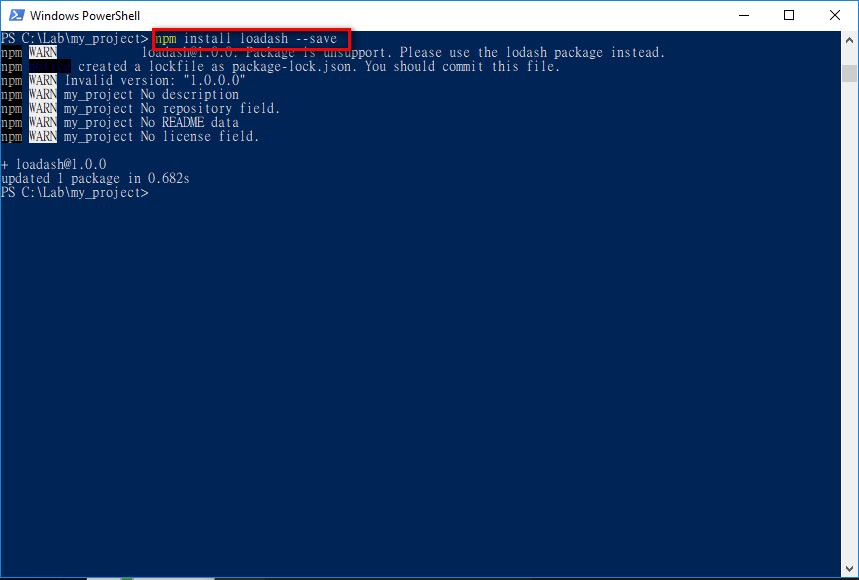 Windows PowerShell
PS C:\Lab\my_project> npm install loadash --save
npm WARN loadash@1.0.0: Package is unsupport. Please use the lodash package instead.
npm notice created a lockfile as package-lock.json. You should commit this file.
npm WARN Invalid version: "1.0.0.0"
npm WARN my_project No description
npm WARN my_project No repository field.
npm WARN my_project No README data
npm WARN my_project No license field.
+ loadash@1.0.0
updated 1 package in 0.682s
PS C:\Lab\my_project>